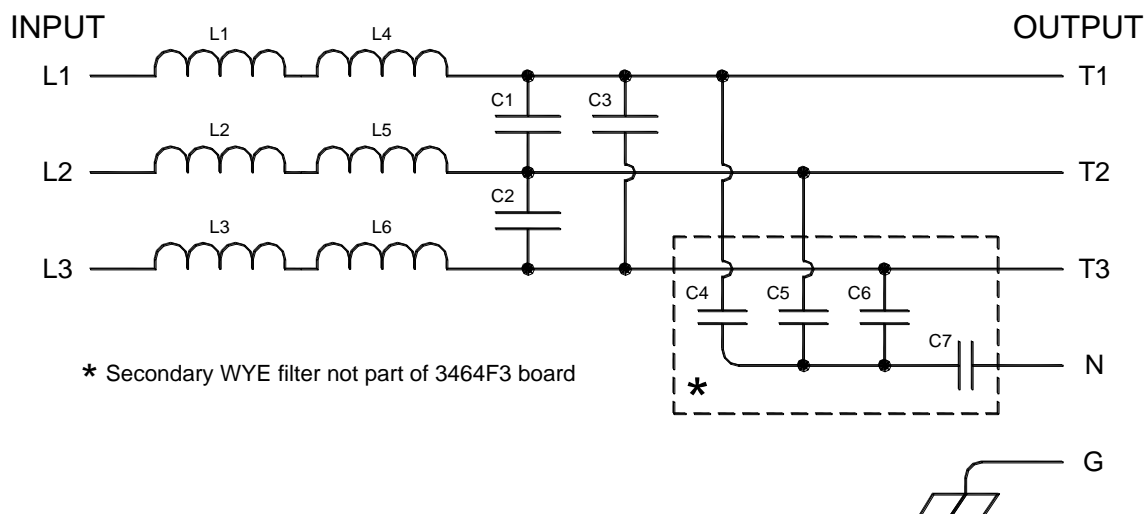 INPUT OUTPUT
L1 L4
L1 T1
C1 C3
L2 L5
L2 T2
C2
L3 L6
L3 T3
C4 C5 C6
C7
* Secondary WYE filter not part of 3464F3 board
N
*
G